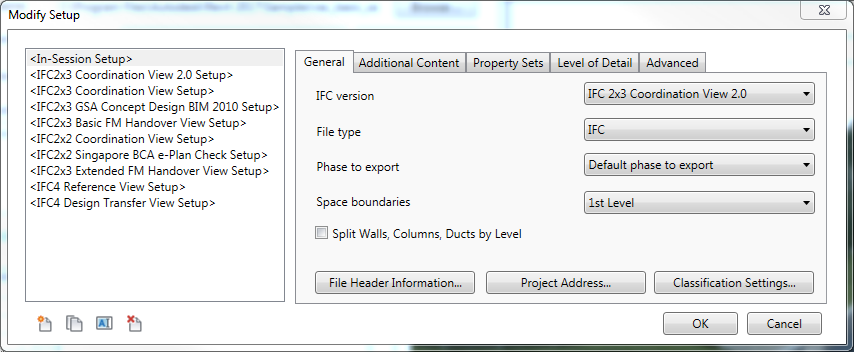 Modify Setup
<In-Session Setup>
<IFC2x3 Coordination View 2.0 Setup>
<IFC2x3 Coordination View Setup>
<IFC2x3 GSA Concept Design BIM 2010 Setup>
<IFC2x3 Basic FM Handover View Setup>
<IFC2x2 Coordination View Setup>
<IFC2x2 Singapore BCA e-Plan Check Setup>
<IFC2x3 Extended FM Handover View Setup>
<IFC4 Reference View Setup>
<IFC4 Design Transfer View Setup>
General Additional Content Property Sets Level of Detail Advanced
IFC version IFC 2x3 Coordination View 2.0
File type IFC
Phase to export Default phase to export
Space boundaries 1st Level
Split Walls, Columns, Ducts by Level
File Header Information... Project Address... Classification Settings...
OK Cancel